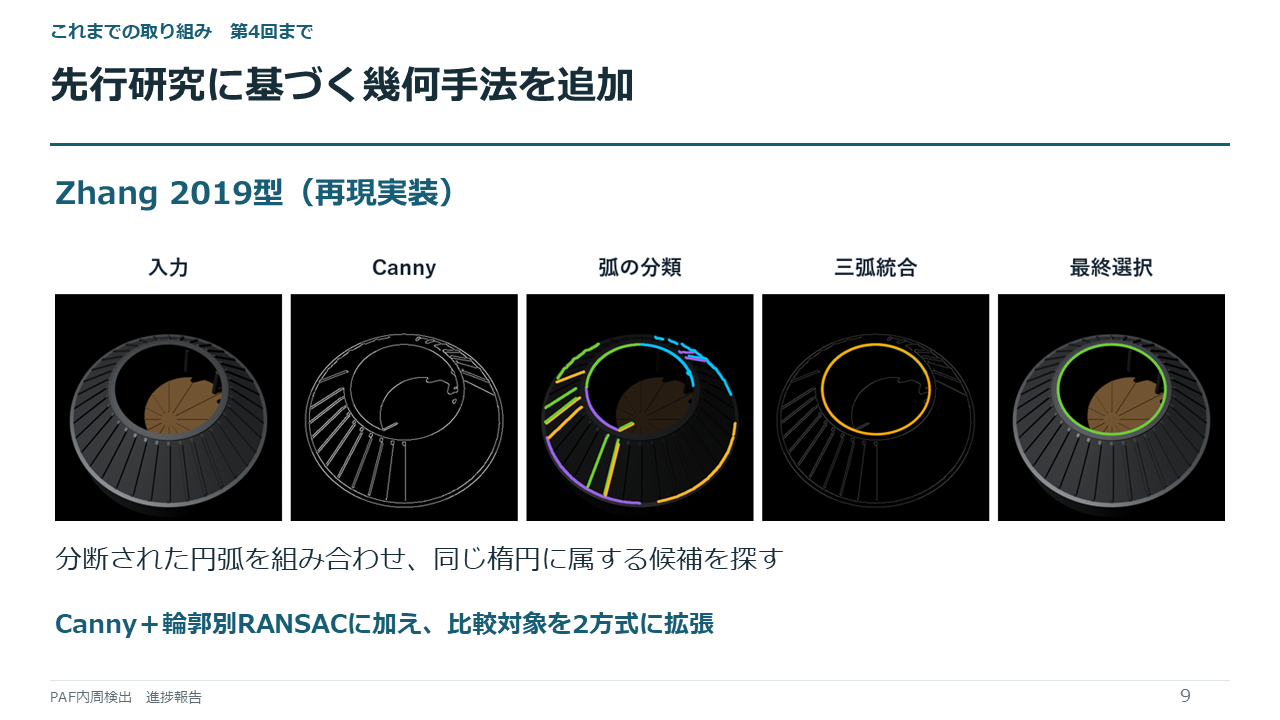 これまでの取り組み　第4回まで
先行研究に基づく幾何手法を追加
Zhang 2019型（再現実装）
入力
Canny
弧の分類
三弧統合
最終選択
分断された円弧を組み合わせ、同じ楕円に属する候補を探す
Canny＋輪郭別RANSACに加え、比較対象を2方式に拡張
PAF内周検出　進捗報告
9